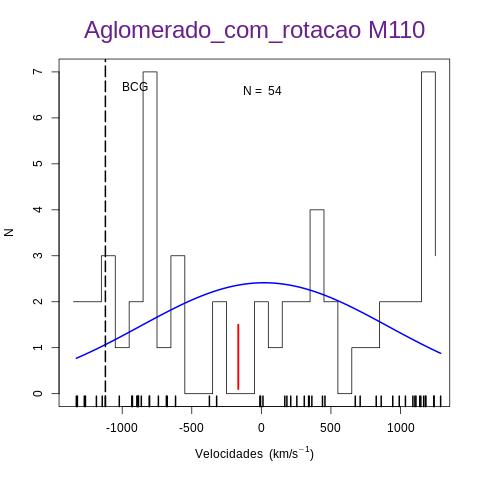 Aglomerado_com_rotacao M110
BCG
N = 54
7
6
5
4
3
2
1
0
N
-1000 -500 0 500 1000
Velocidades (km/s⁻¹)